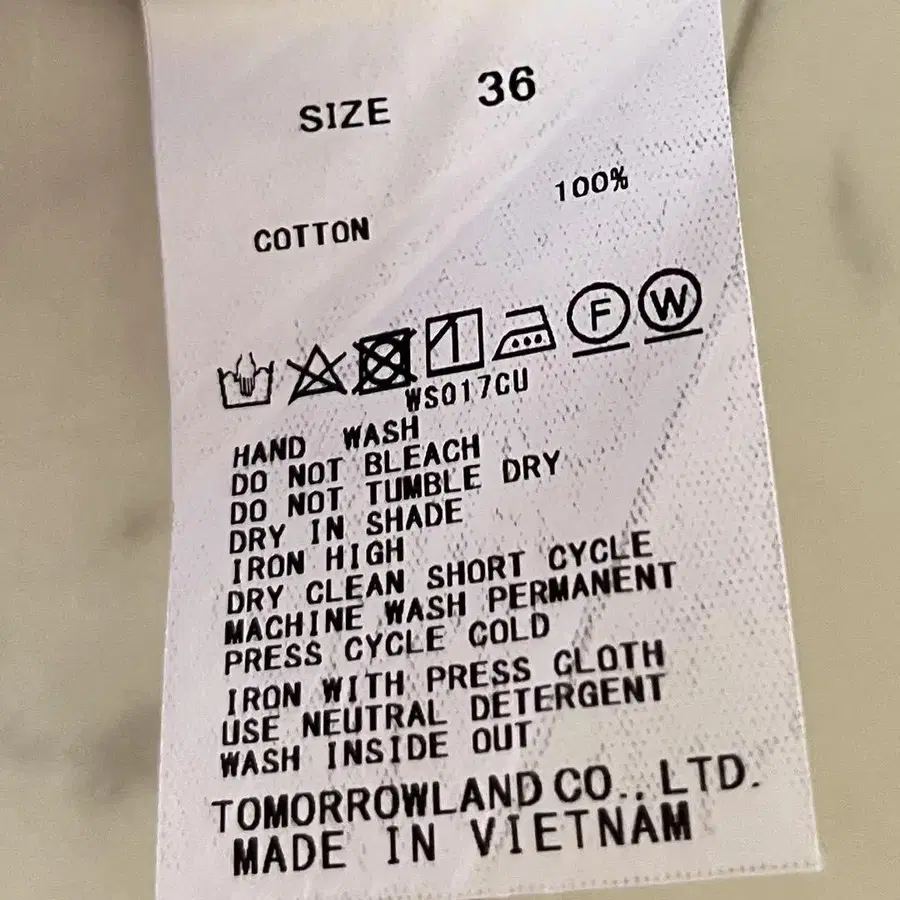 SIZE 36
100%
COTTON
F W
WS017CU
HAND WASH
DO NOT BLEACH
DO NOT TUMBLE DRY
DRY IN SHADE
IRON HIGH
DRY CLEAN SHORT CYCLE
MACHINE WASH PERMANENT
PRESS CYCLE COLD
IRON WITH PRESS CLOTH
USE NEUTRAL DETERGENT
WASH INSIDE OUT
TOMORROWLAND CO., LTD.
MADE IN VIETNAM